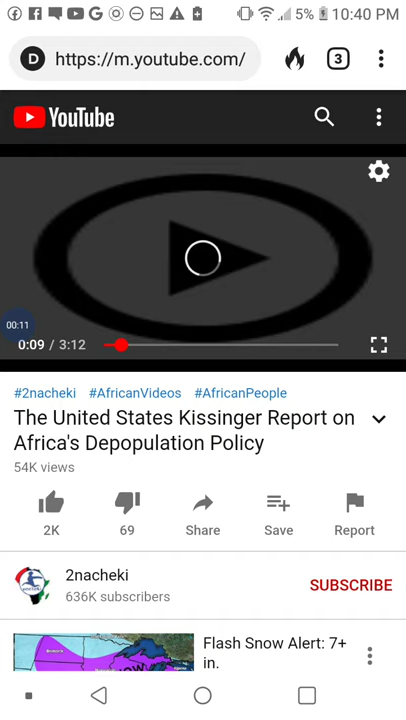 5% 10:40 PM
D https://m.youtube.com/ 3
YouTube
00:11
0:09 / 3:12
#2nacheki #AfricanVideos #AfricanPeople
The United States Kissinger Report on
Africa's Depopulation Policy
54K views
2K 69 Share Save Report
2nacheki
636K subscribers
SUBSCRIBE
Flash Snow Alert: 7+
in.